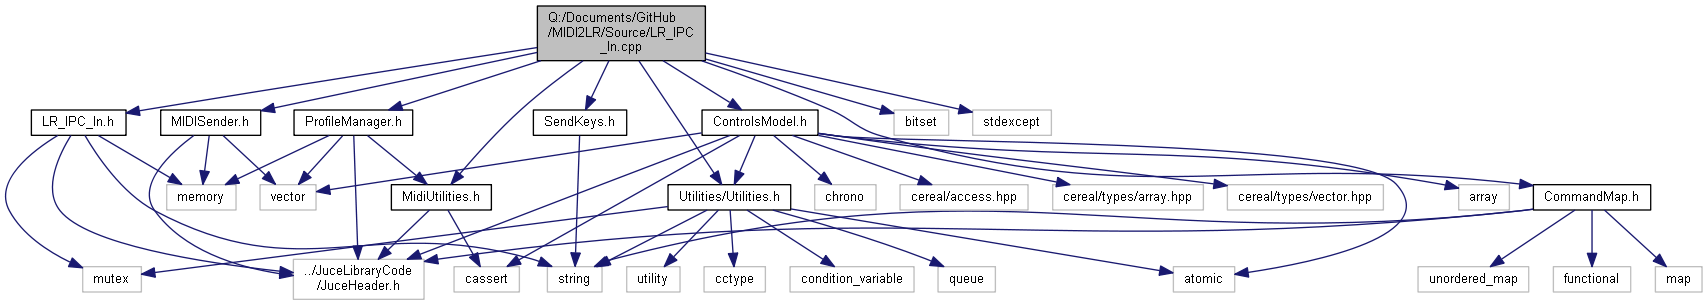 Q:/Documents/GitHub
/MIDI2LR/Source/LR_IPC
_In.cpp
LR_IPC_In.h
MIDISender.h
ProfileManager.h
SendKeys.h
ControlsModel.h
bitset
stdexcept
memory
vector
MidiUtilities.h
Utilities/Utilities.h
chrono
cereal/access.hpp
cereal/types/array.hpp
cereal/types/vector.hpp
array
CommandMap.h
mutex
../JuceLibraryCode
/JuceHeader.h
cassert
string
utility
cctype
condition_variable
queue
atomic
unordered_map
functional
map